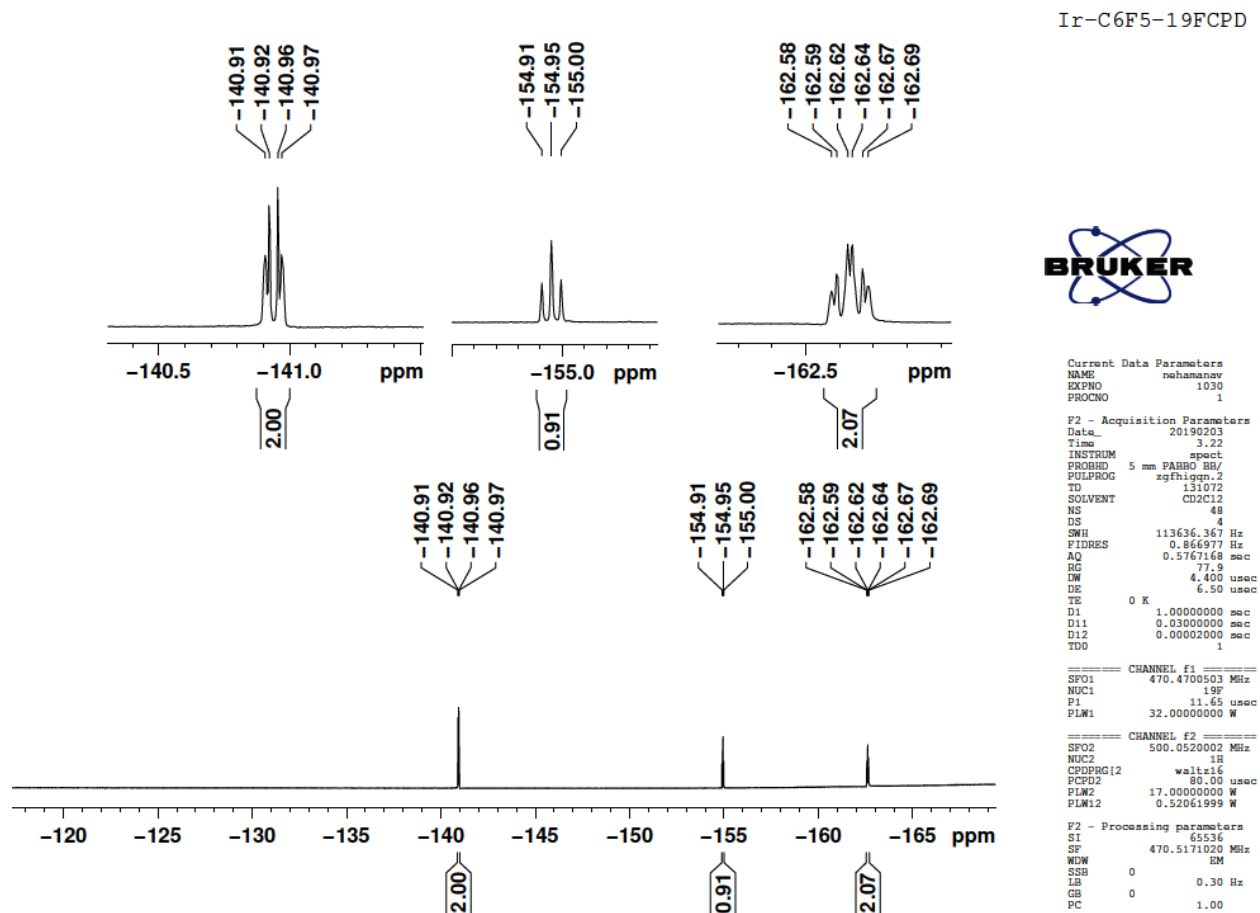 Ir-C6F5-19FCPD
-140.91
-140.92
-140.96
-140.97
-154.91
-154.95
-155.00
-162.58
-162.59
-162.62
-162.64
-162.67
-162.69
-140.5 -141.0 ppm
-155.0 ppm
-162.5 ppm
2.00
0.91
2.07
-140.91
-140.92
-140.96
-140.97
-154.91
-154.95
-155.00
-162.58
-162.59
-162.62
-162.64
-162.67
-162.69
-120 -125 -130 -135 -140 -145 -150 -155 -160 -165 ppm
2.00
0.91
2.07
BRUKER
Current Data Parameters
NAME nehamanav
EXPNO 1030
PROCNO 1
F2 - Acquisition Parameters
Date_ 20190203
Time 3.22
INSTRUM spect
PROBHD 5 mm PABBO BB/
PULPROG zgfhigqn.2
TD 131072
SOLVENT CD2Cl2
NS 48
DS 4
SWH 113636.367 Hz
FIDRES 0.866977 Hz
AQ 0.5767168 sec
RG 77.9
DW 4.400 usec
DE 6.50 usec
TE 0 K
D1 1.00000000 sec
D11 0.03000000 sec
D12 0.00002000 sec
TD0 1
======== CHANNEL f1 ========
SFO1 470.4700503 MHz
NUC1 19F
P1 11.65 usec
PLW1 32.00000000 W
======== CHANNEL f2 ========
SFO2 500.0520002 MHz
NUC2 1H
CPDPRG[2 waltz16
PCPD2 80.00 usec
PLW2 17.00000000 W
PLW12 0.52061999 W
F2 - Processing parameters
SI 65536
SF 470.5171020 MHz
WDW EM
SSB 0
LB 0.30 Hz
GB 0
PC 1.00